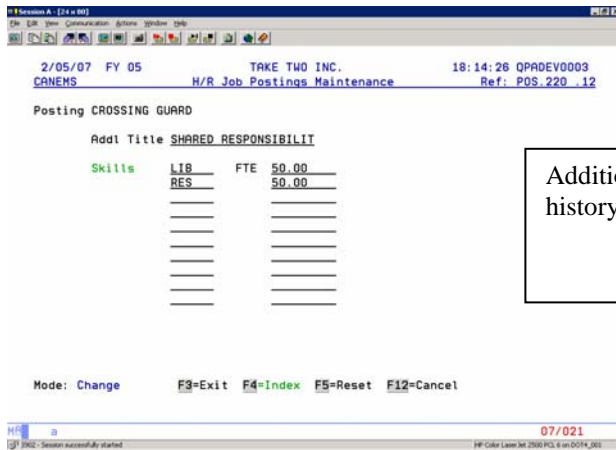 Session A - [24 x 80]
File Edit View Communication Actions Window Help
2/05/07 FY 05 TAKE TWO INC. 18:14:26 QPADEV0003
CANEMS H/R Job Postings Maintenance Ref: POS.220 .12
Posting CROSSING GUARD
Addl Title SHARED RESPONSIBILIT
Skills LIB FTE 50.00
RES 50.00
Additio
history
Mode: Change F3=Exit F4=Index F5=Reset F12=Cancel
MA a 07/021
I902 - Session successfully started HP Color LaserJet 2500 PCL 6 on DOT4_001